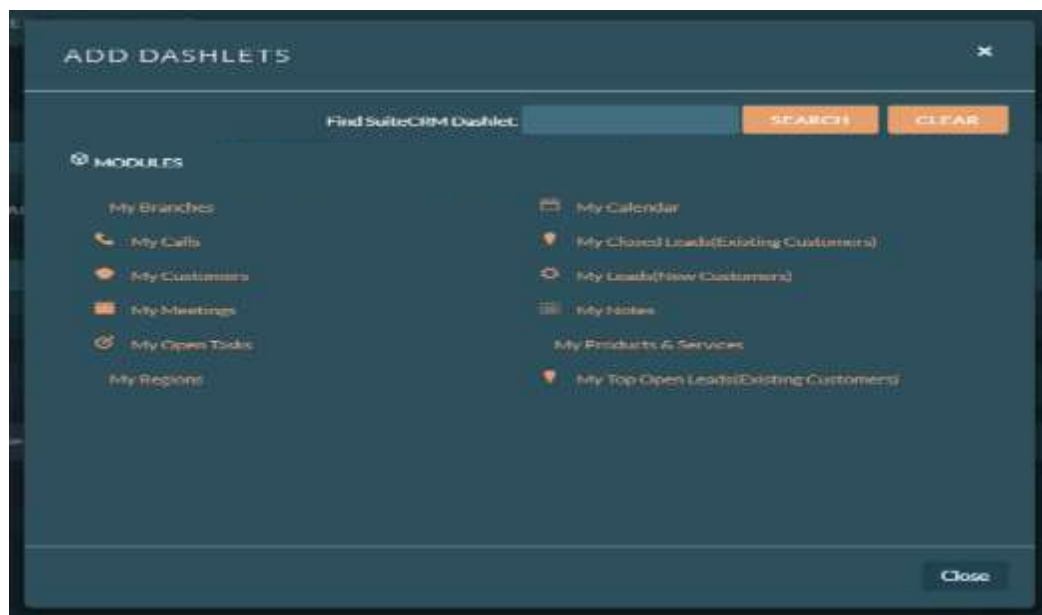 ADD DASHLETS ×
Find SuiteCRM Dashlet: SEARCH CLEAR
MODULES
My Branches
My Calls
My Customers
My Meetings
My Open Tasks
My Regions
My Calendar
My Closed Leads(Existing Customers)
My Leads(New Customers)
My Notes
My Products & Services
My Top Open Leads(Existing Customers)
Close